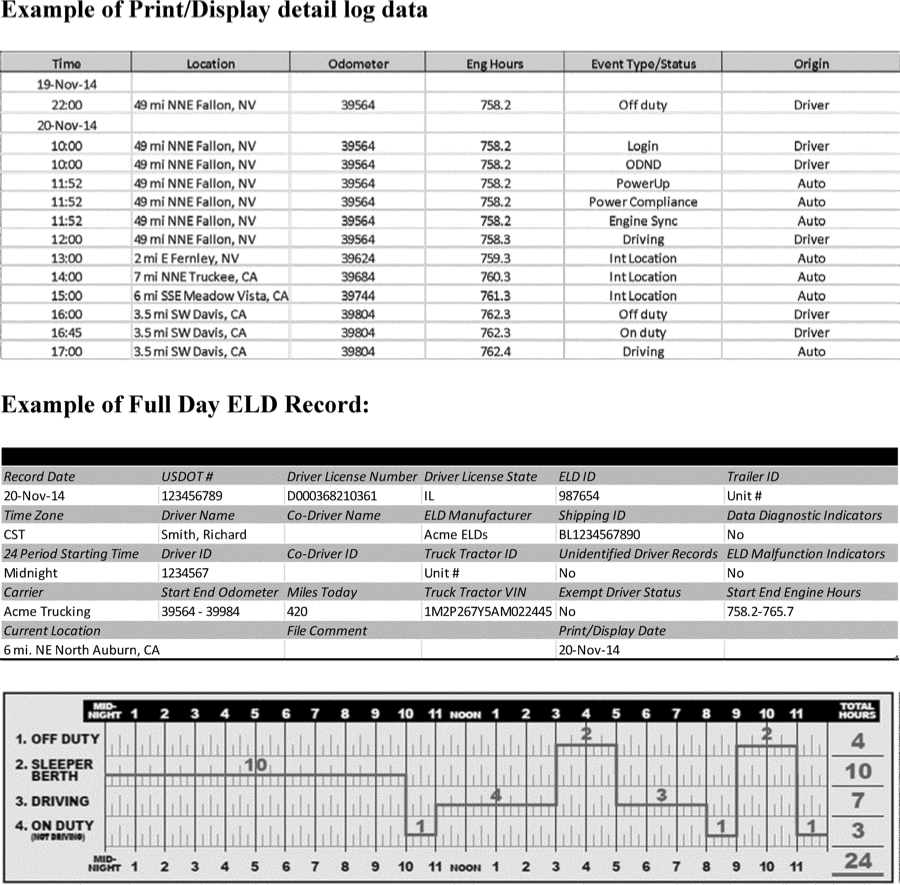 Example of Print/Display detail log data
Time Location Odometer Eng Hours Event Type/Status Origin
19-Nov-14
22:00 49 mi NNE Fallon, NV 39564 758.2 Off duty Driver
20-Nov-14
10:00 49 mi NNE Fallon, NV 39564 758.2 Login Driver
10:00 49 mi NNE Fallon, NV 39564 758.2 ODND Driver
11:52 49 mi NNE Fallon, NV 39564 758.2 PowerUp Auto
11:52 49 mi NNE Fallon, NV 39564 758.2 Power Compliance Auto
11:52 49 mi NNE Fallon, NV 39564 758.2 Engine Sync Auto
12:00 49 mi NNE Fallon, NV 39564 758.3 Driving Driver
13:00 2 mi E Fernley, NV 39624 759.3 Int Location Auto
14:00 7 mi NNE Truckee, CA 39684 760.3 Int Location Auto
15:00 6 mi SSE Meadow Vista, CA 39744 761.3 Int Location Auto
16:00 3.5 mi SW Davis, CA 39804 762.3 Off duty Driver
16:45 3.5 mi SW Davis, CA 39804 762.3 On duty Driver
17:00 3.5 mi SW Davis, CA 39804 762.4 Driving Auto
Example of Full Day ELD Record:
Record Date USDOT # Driver License Number Driver License State ELD ID Trailer ID
20-Nov-14 123456789 D000368210361 IL 987654 Unit #
Time Zone Driver Name Co-Driver Name ELD Manufacturer Shipping ID Data Diagnostic Indicators
CST Smith, Richard Acme ELDs BL1234567890 No
24 Period Starting Time Driver ID Co-Driver ID Truck Tractor ID Unidentified Driver Records ELD Malfunction Indicators
Midnight 1234567 Unit # No No
Carrier Start End Odometer Miles Today Truck Tractor VIN Exempt Driver Status Start End Engine Hours
Acme Trucking 39564 - 39984 420 1M2P267Y5AM022445 No 758.2-765.7
Current Location File Comment Print/Display Date
6 mi. NE North Auburn, CA 20-Nov-14
MID-NIGHT 1 2 3 4 5 6 7 8 9 10 11 NOON 1 2 3 4 5 6 7 8 9 10 11 TOTAL HOURS
1. OFF DUTY 2 2 4
2. SLEEPER BERTH 10 10
3. DRIVING 4 3 7
4. ON DUTY (NOT DRIVING) 1 1 1 3
MID-NIGHT 1 2 3 4 5 6 7 8 9 10 11 NOON 1 2 3 4 5 6 7 8 9 10 11 24